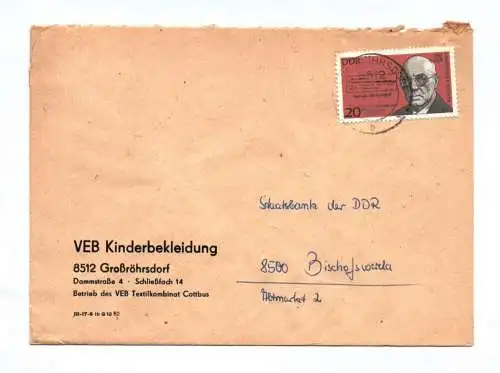 DDR
20
Staatsbank der DDR
8500 Bischofswerda
Altmarkt 2
VEB Kinderbekleidung
8512 Großröhrsdorf
Dammstraße 4 · Schließfach 14
Betrieb des VEB Textilkombinat Cottbus